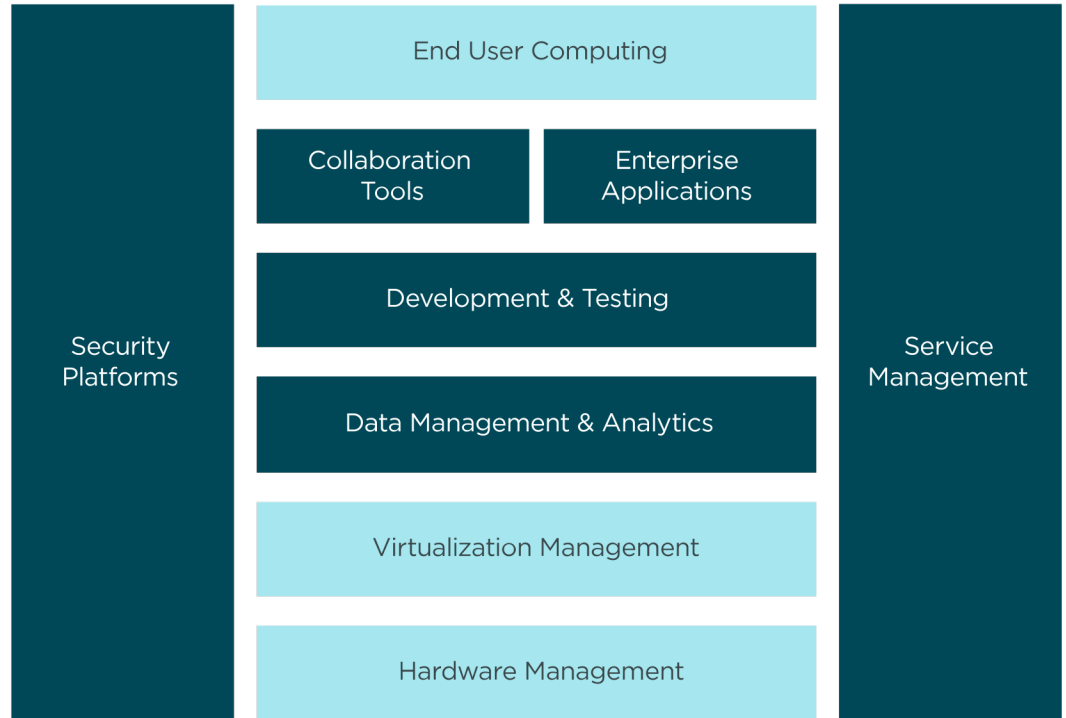 End User Computing
Collaboration
Tools
Enterprise
Applications
Development & Testing
Security
Platforms
Service
Management
Data Management & Analytics
Virtualization Management
Hardware Management